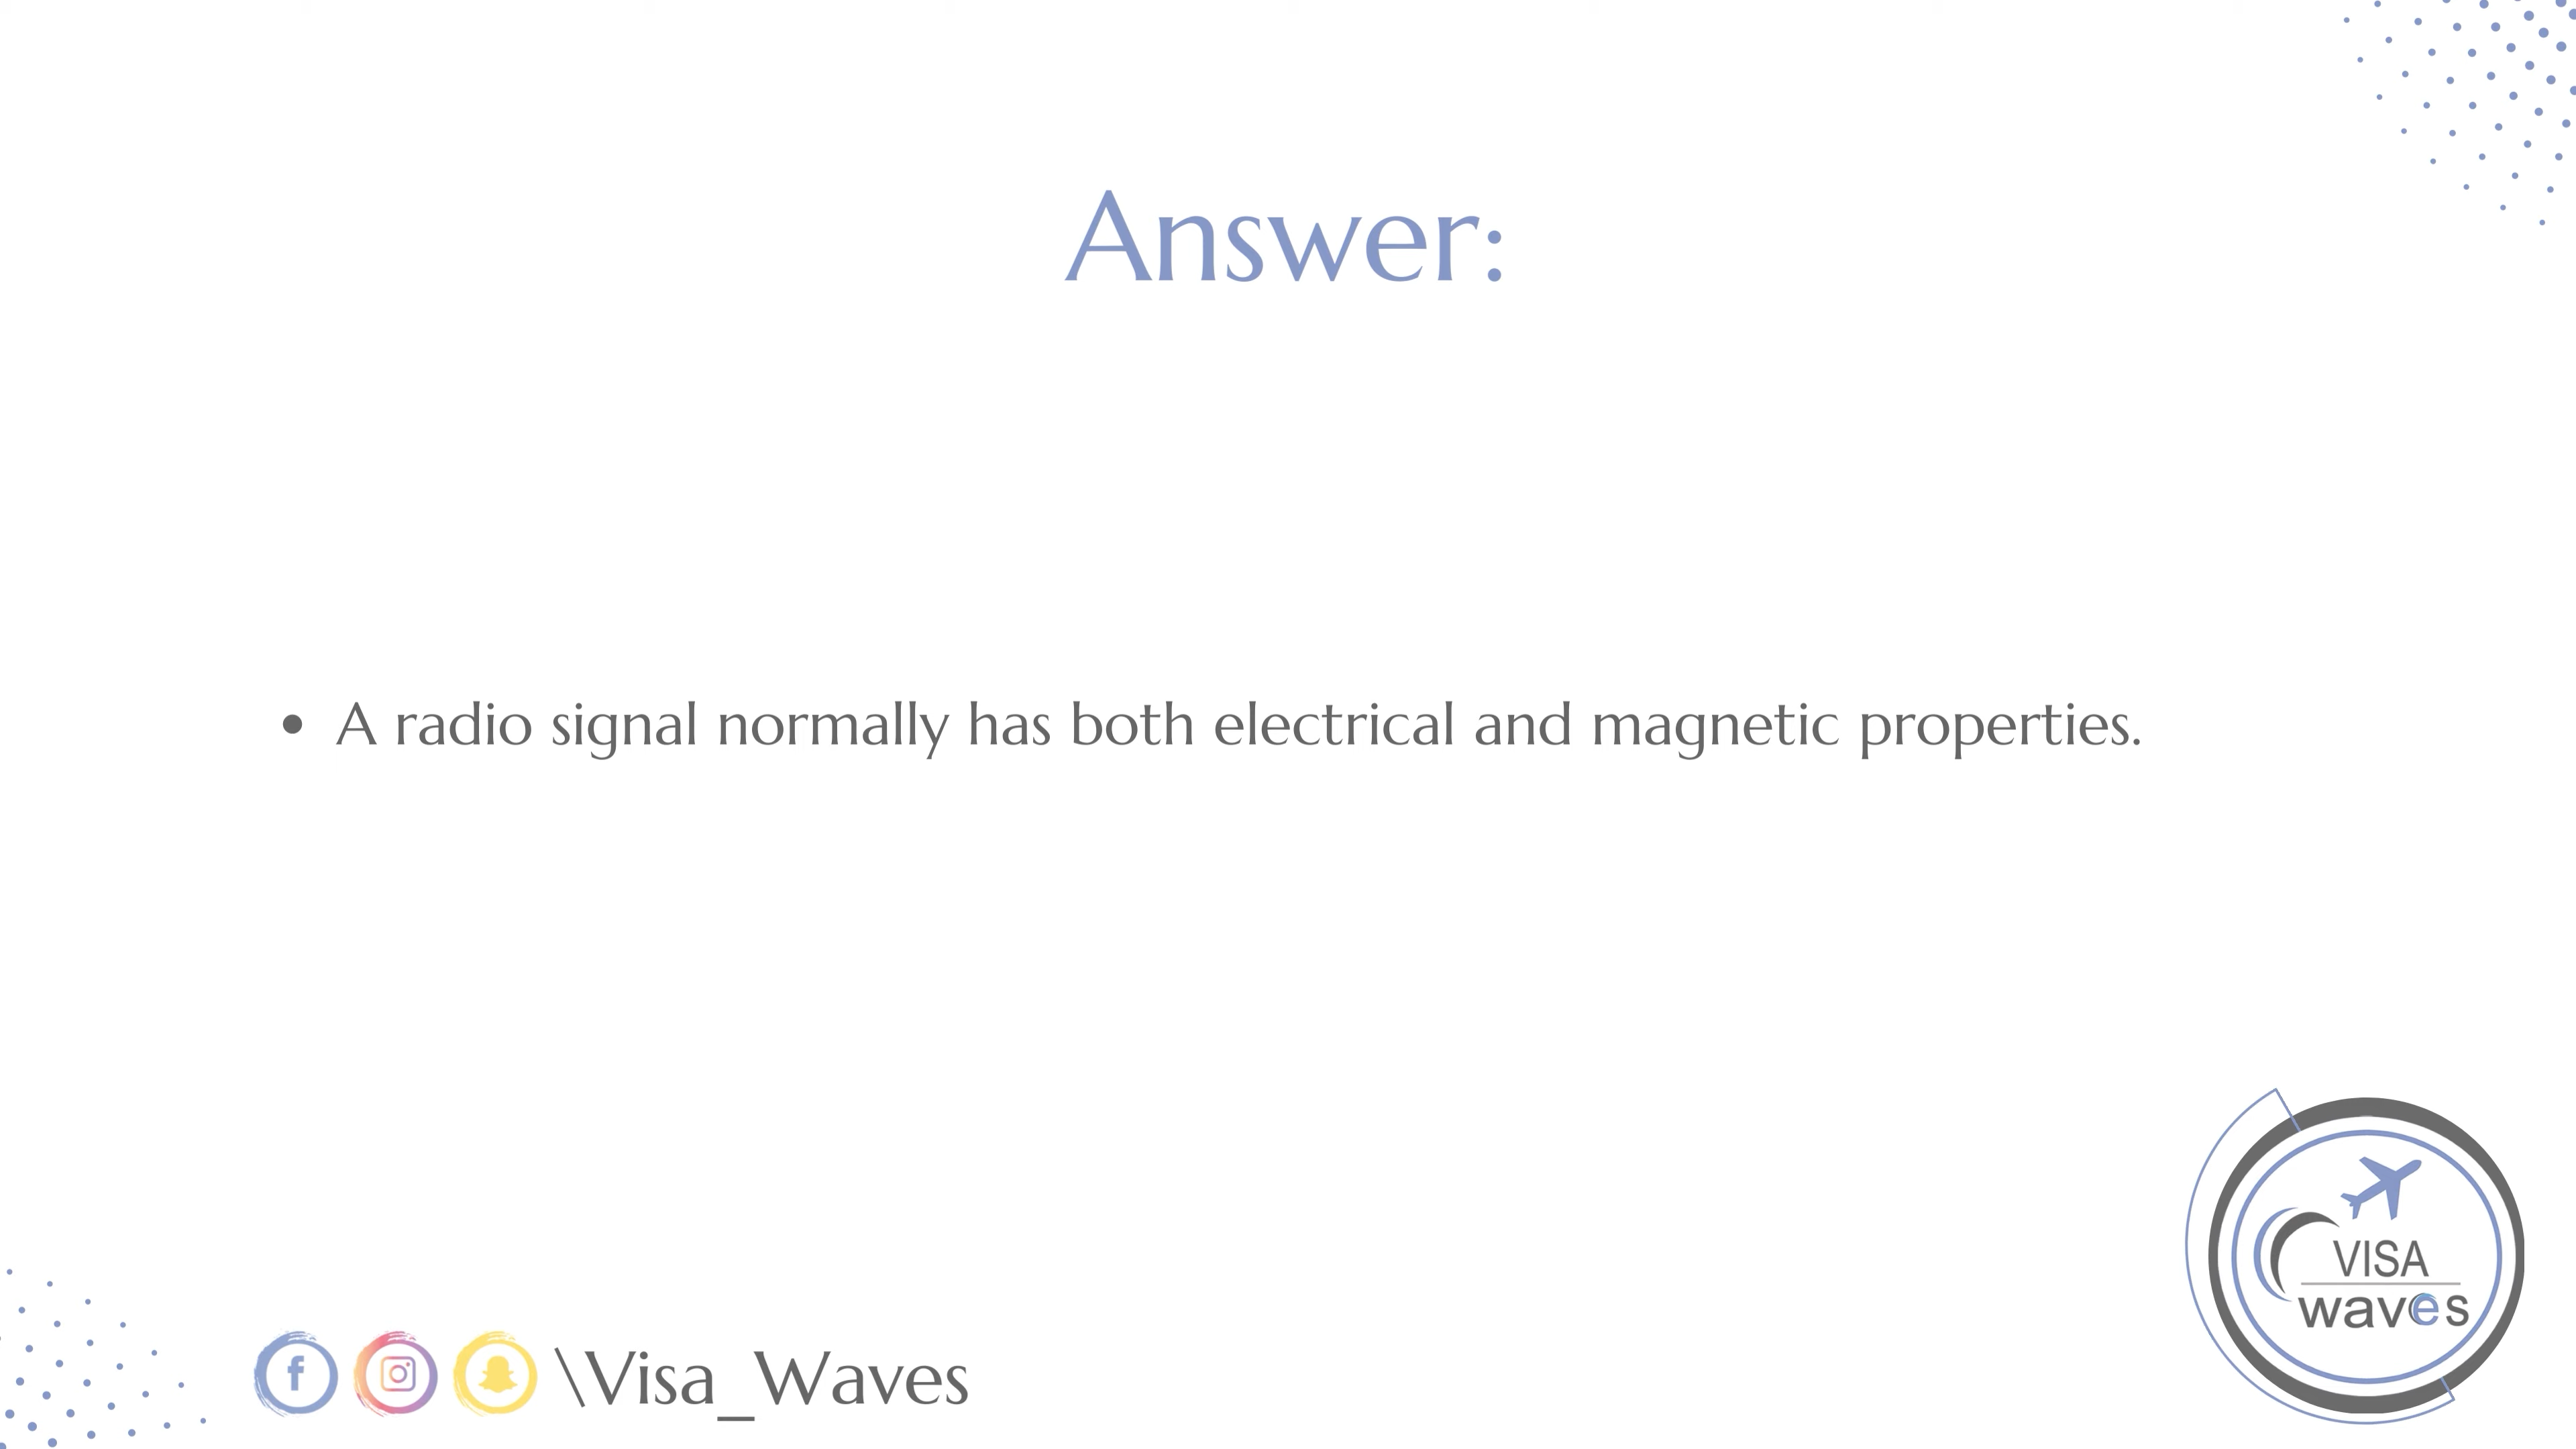 Answer:
• A radio signal normally has both electrical and magnetic properties.
VISA
waves
\Visa_Waves